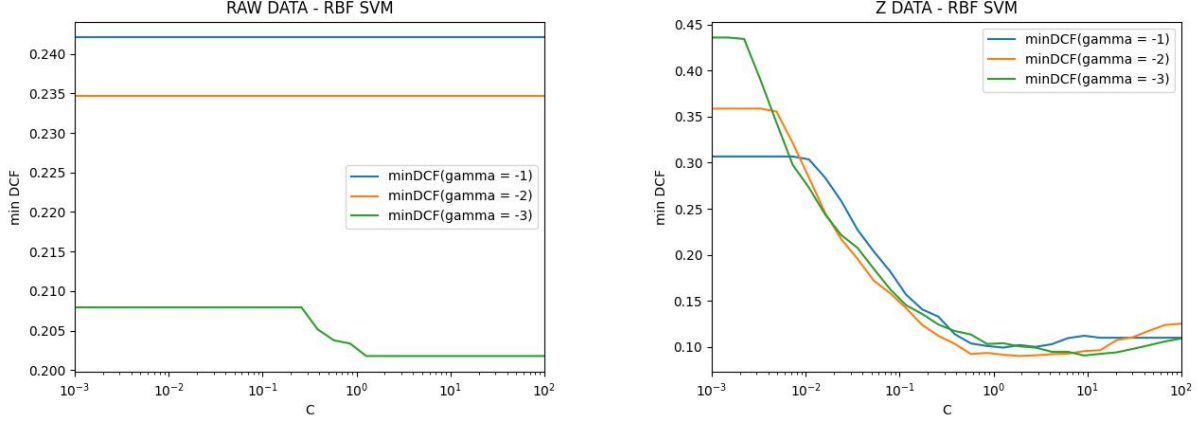 RAW DATA - RBF SVM
min DCF
0.240
0.235
0.230
0.225
0.220
0.215
0.210
0.205
0.200
minDCF(gamma = -1)
minDCF(gamma = -2)
minDCF(gamma = -3)
10⁻³ 10⁻² 10⁻¹ 10⁰ 10¹ 10²
C
Z DATA - RBF SVM
min DCF
0.45
0.40
0.35
0.30
0.25
0.20
0.15
0.10
minDCF(gamma = -1)
minDCF(gamma = -2)
minDCF(gamma = -3)
10⁻³ 10⁻² 10⁻¹ 10⁰ 10¹ 10²
C